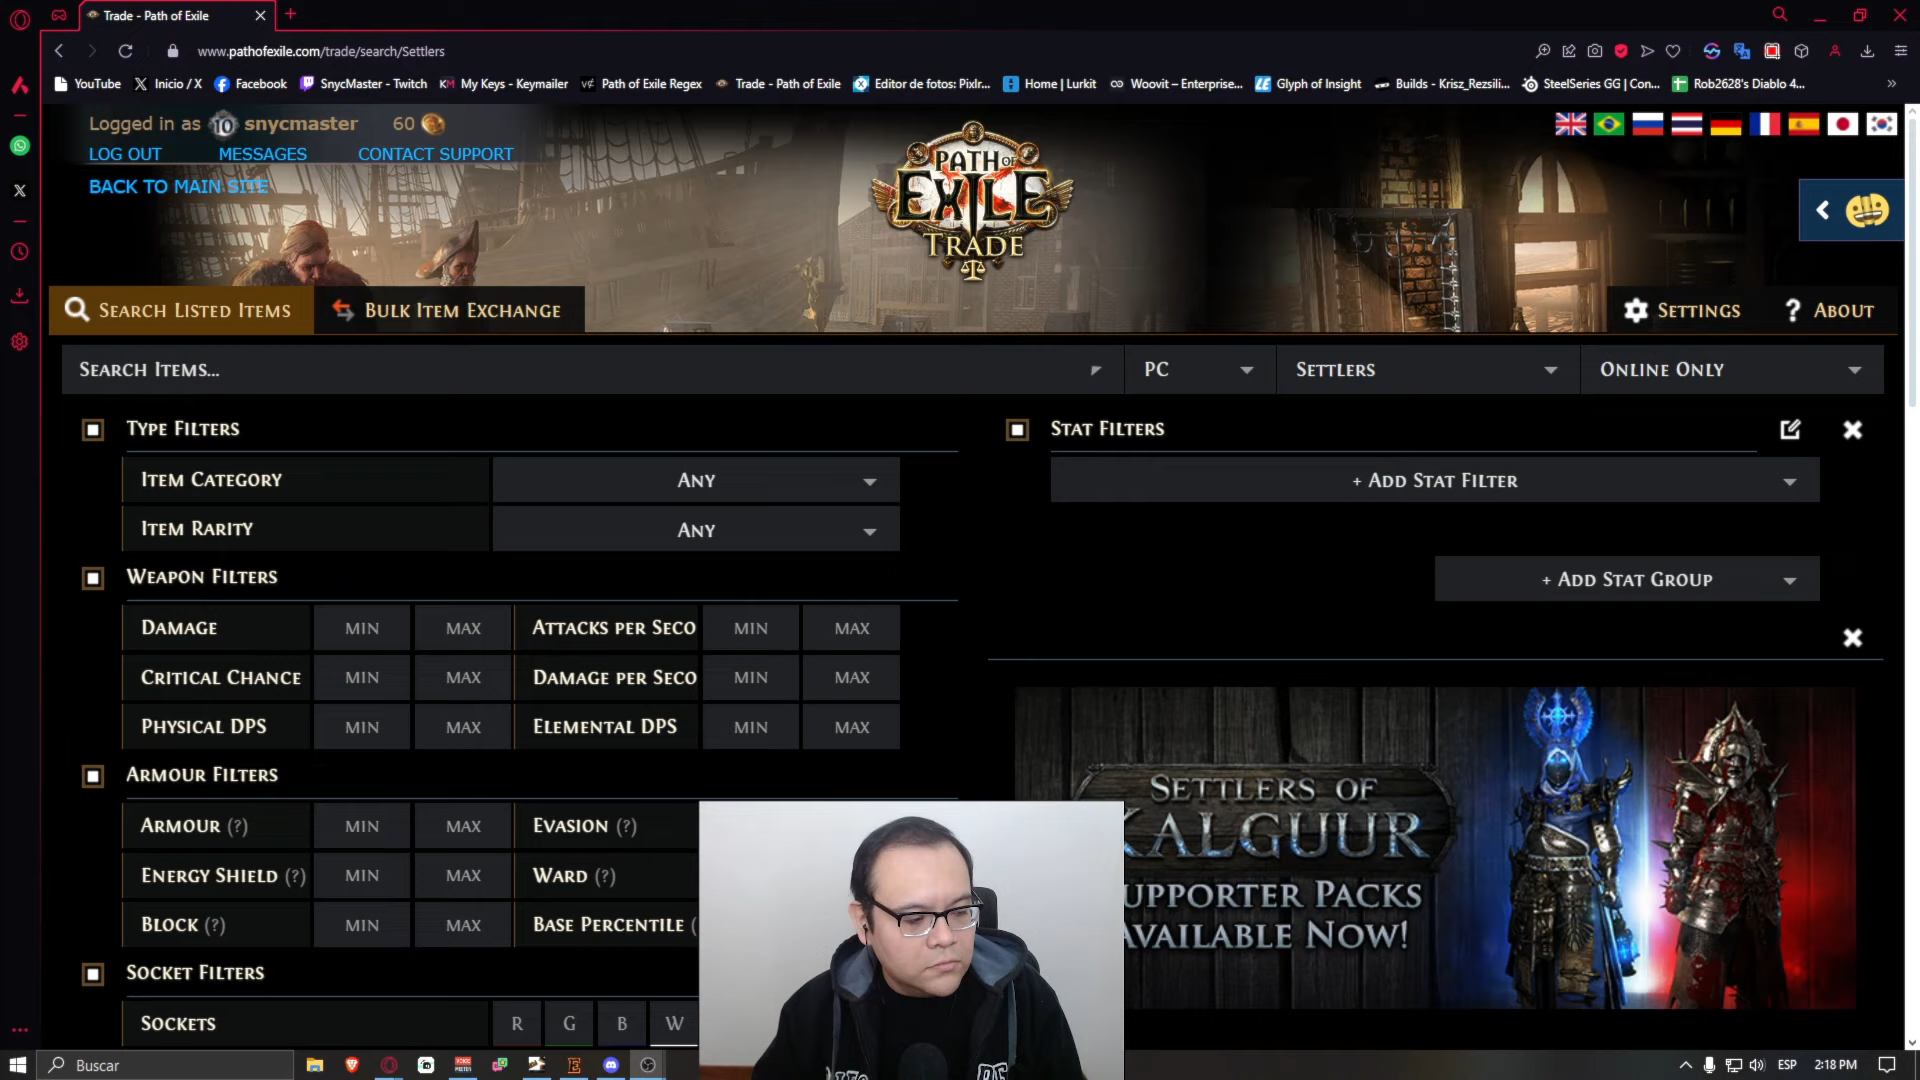 Trade - Path of Exile
www.pathofexile.com/trade/search/Settlers
YouTube
Inicio / X
Facebook
SnycMaster - Twitch
My Keys - Keymailer
Path of Exile Regex
Trade - Path of Exile
Editor de fotos: Pixlr...
Home | Lurkit
Woovit – Enterprise...
Glyph of Insight
Builds - Krisz_Rezsili...
SteelSeries GG | Con...
Rob2628's Diablo 4...
Logged in as 10 snycmaster 60
LOG OUT MESSAGES CONTACT SUPPORT
BACK TO MAIN SITE
PATH OF
EXILE
TRADE
Search Listed Items
Bulk Item Exchange
Settings
? About
Search Items...
PC
Settlers
Online Only
Type Filters
Item Category Any
Item Rarity Any
Weapon Filters
Damage MIN MAX Attacks per Seco MIN MAX
Critical Chance MIN MAX Damage per Seco MIN MAX
Physical DPS MIN MAX Elemental DPS MIN MAX
Armour Filters
Armour (?) MIN MAX Evasion (?)
Energy Shield (?) MIN MAX Ward (?)
Block (?) MIN MAX Base Percentile (
Socket Filters
Sockets R G B W
Stat Filters
+ Add Stat Filter
+ Add Stat Group
Settlers of
Kalguur
upporter Packs
Available Now!
Buscar
ESP
2:18 PM